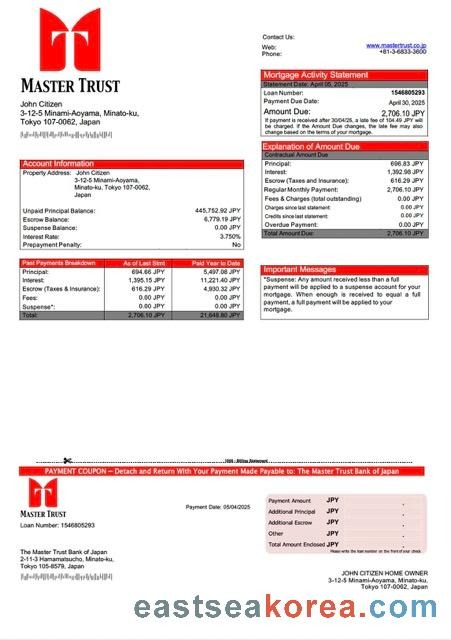 MASTER TRUST
John Citizen
3-12-5 Minami-Aoyama, Minato-ku,
Tokyo 107-0062, Japan
Contact Us:
Web: www.mastertrust.co.jp
Phone: +81-3-6833-3600
Mortgage Activity Statement
Statement Date: April 05, 2025
Loan Number: 1546805293
Payment Due Date: April 30, 2025
Amount Due: 2,706.10 JPY
If payment is received after 30/04/25, a late fee of 104.49 JPY will
be charged. If the Amount Due changes, the late fee may also
change based on the terms of your mortgage.
Explanation of Amount Due
Contractual Amount Due
Principal: 696.83 JPY
Interest: 1,392.98 JPY
Escrow (Taxes and Insurance): 616.29 JPY
Regular Monthly Payment: 2,706.10 JPY
Fees & Charges (total outstanding) 0.00 JPY
Charges since last statement: 0.00 JPY
Credits since last statement: 0.00 JPY
Overdue Payment: 0.00 JPY
Total Amount Due: 2,706.10 JPY
Account Information
Property Address: John Citizen
3-12-5 Minami-Aoyama,
Minato-ku, Tokyo 107-0062,
Japan
Unpaid Principal Balance: 445,752.92 JPY
Escrow Balance: 6,779.19 JPY
Suspense Balance: 0.00 JPY
Interest Rate: 3.750%
Prepayment Penalty: No
Past Payments Breakdown As of Last Stmt Paid Year to Date
Principal: 694.66 JPY 5,497.08 JPY
Interest: 1,395.15 JPY 11,221.40 JPY
Escrow (Taxes & Insurance): 616.29 JPY 4,930.32 JPY
Fees: 0.00 JPY 0.00 JPY
Suspense*: 0.00 JPY 0.00 JPY
Total: 2,706.10 JPY 21,648.80 JPY
Important Messages
*Suspense: Any amount received less than a full
payment will be applied to a suspense account for your
mortgage. When enough is received to equal a full
payment, a full payment will be applied to your
mortgage.
PAYMENT COUPON – Detach and Return With Your Payment Made Payable to: The Master Trust Bank of Japan
MASTER TRUST
Loan Number: 1546805293
Payment Date: 05/04/2025
Payment Amount JPY .
Additional Principal JPY .
Additional Escrow JPY .
Other JPY .
Total Amount Enclosed JPY .
Please write the loan number on the front of your check
The Master Trust Bank of Japan
2-11-3 Hamamatsucho, Minato-ku,
Tokyo 105-8579, Japan
JOHN CITIZEN HOME OWNER
3-12-5 Minami-Aoyama, Minato-ku,
Tokyo 107-0062, Japan
eastseakorea.com